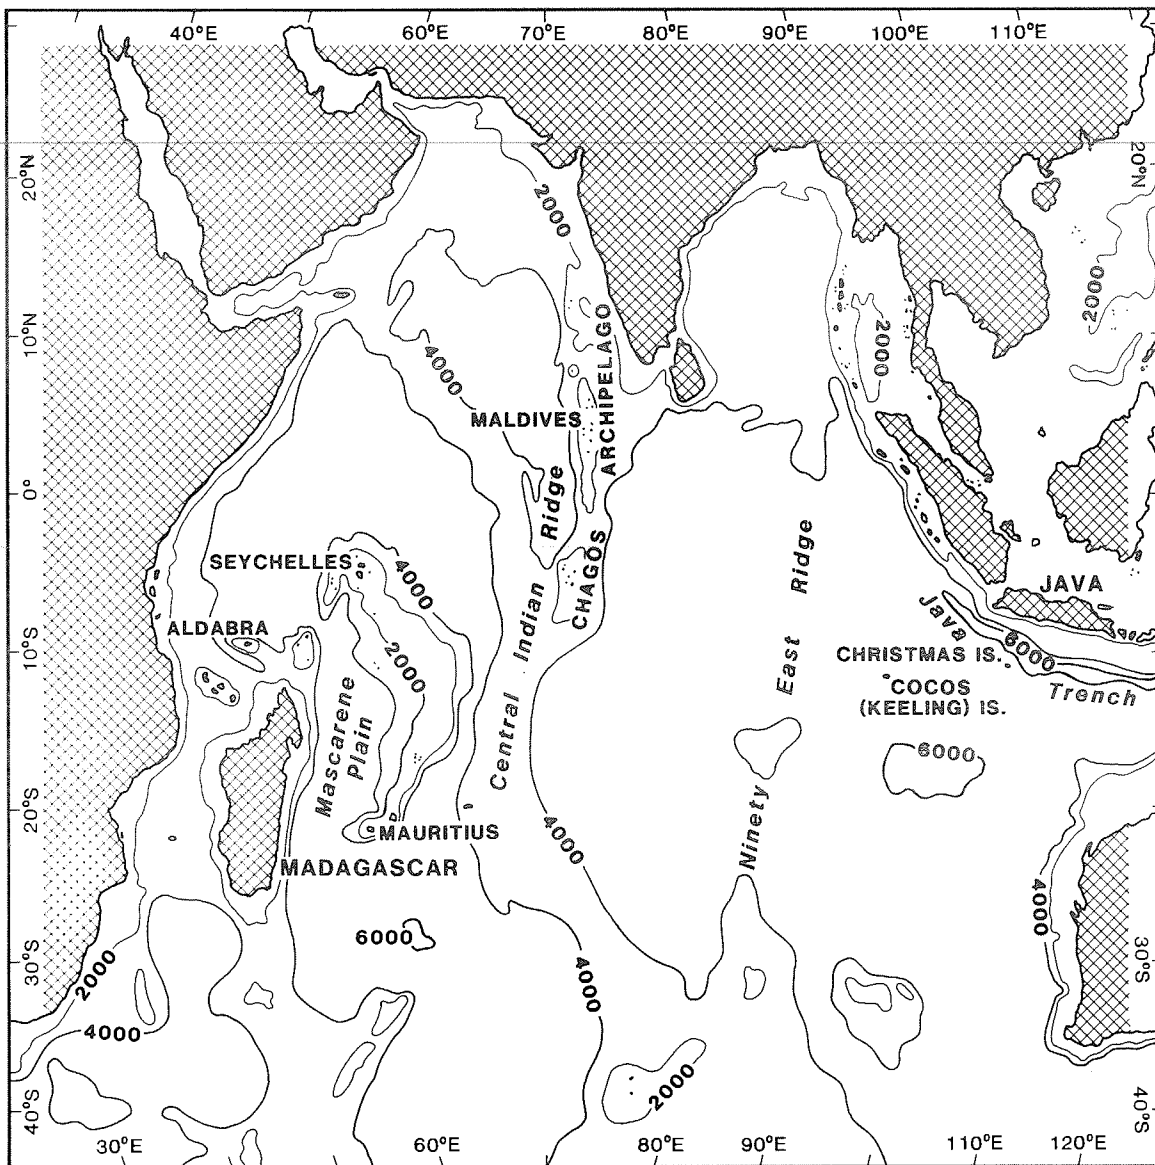 40°E 60°E 70°E 80°E 90°E 100°E 110°E
20°N
20°N
2000
2000
10°N
2000
4000
ARCHIPELAGO
MALDIVES
0°
Ridge
CHAGOS
SEYCHELLES
4000
East Ridge
JAVA
Java
6000
Trench
ALDABRA
10°S
2000
Central Indian
CHRISTMAS IS.
COCOS
(KEELING) IS.
Mascarene
Plain
6000
20°S
MAURITIUS
4000
Ninety
MADAGASCAR
4000
6000
30°S
30°S
2000
4000
4000
2000
40°S
40°S
30°E 60°E 80°E 90°E 110°E 120°E